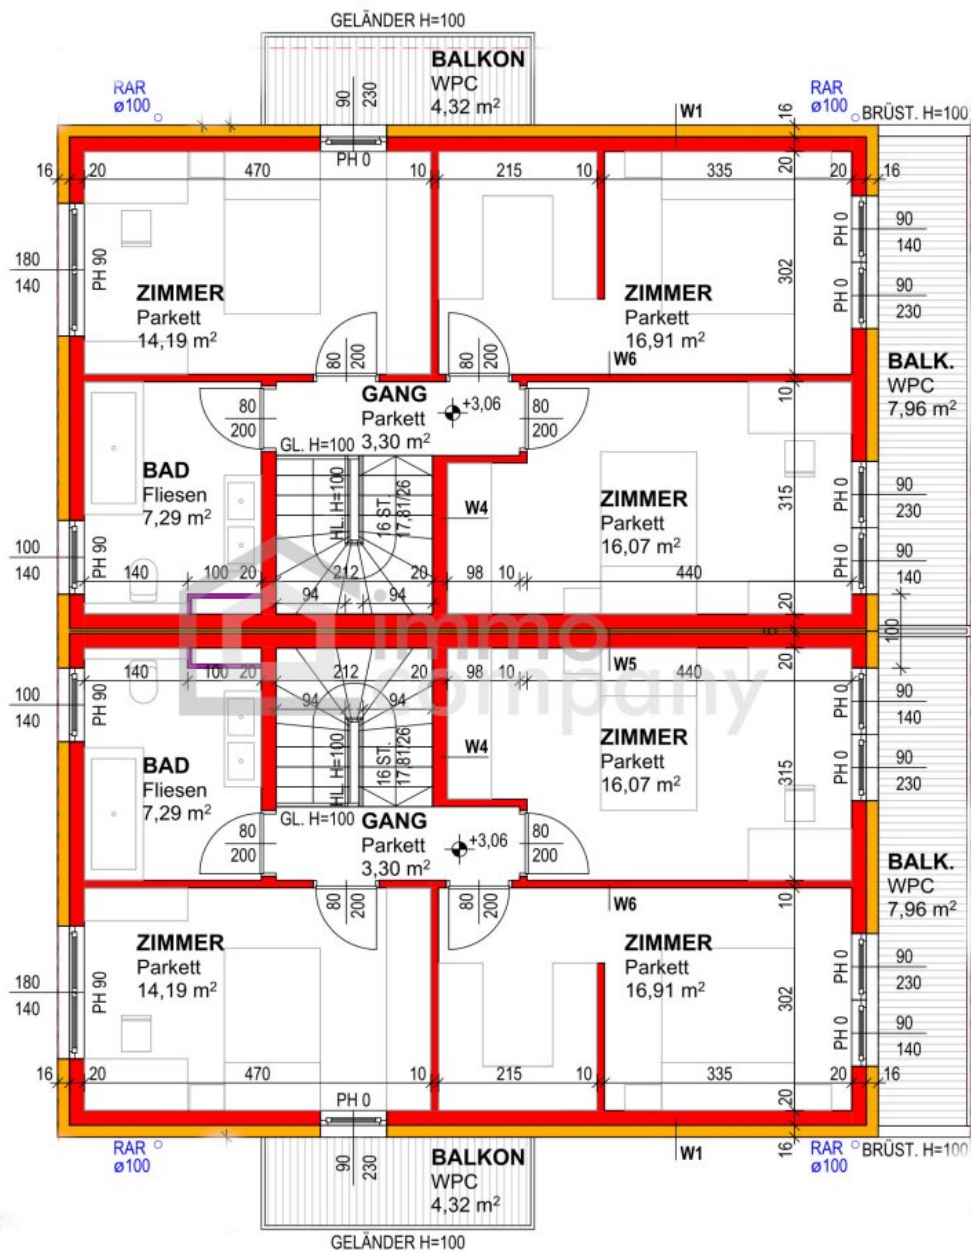 GELÄNDER H=100
BALKON
WPC
4,32 m²
90
230
RAR
ø100
RAR
ø100
W1
16
BRÜST. H=100
PH 0
16
20
470
10
215
10
335
20
20
16
180
140
PH 90
ZIMMER
Parkett
14,19 m²
ZIMMER
Parkett
16,91 m²
302
PH 0
90
140
PH 0
90
230
80
200
80
200
W6
BALK.
WPC
7,96 m²
GANG
Parkett
3,30 m²
+3,06
80
200
80
200
10
GL. H=100
BAD
Fliesen
7,29 m²
HL. H=100
16 ST.
17,81/26
W4
ZIMMER
Parkett
16,07 m²
315
PH 0
90
230
PH 0
90
140
100
140
PH 90
140
100
20
212
20
98
10
440
94
94
20
100
immo
company
6
W5
20
140
100
20
212
20
98
10
440
94
94
100
140
PH 90
PH 0
90
140
PH 0
90
230
BAD
Fliesen
7,29 m²
HL. H=100
16 ST.
17,81/26
W4
ZIMMER
Parkett
16,07 m²
315
GL. H=100
GANG
Parkett
3,30 m²
+3,06
80
200
80
200
80
200
80
200
W6
10
BALK.
WPC
7,96 m²
ZIMMER
Parkett
14,19 m²
ZIMMER
Parkett
16,91 m²
302
180
140
PH 90
PH 0
90
230
PH 0
90
140
16
20
470
10
215
10
335
20
20
16
PH 0
RAR
ø100
90
230
BALKON
WPC
4,32 m²
W1
16
RAR
ø100
BRÜST. H=100
GELÄNDER H=100